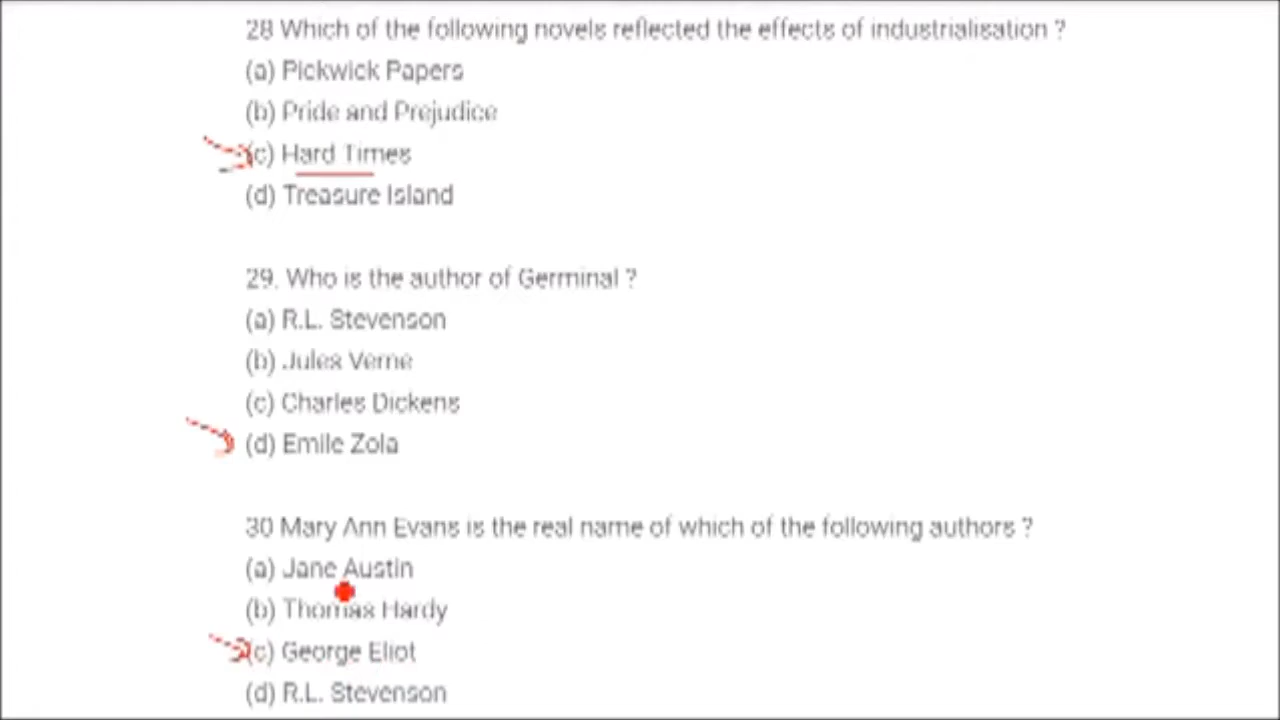 28 Which of the following novels reflected the effects of industrialisation ?
(a) Pickwick Papers
(b) Pride and Prejudice
(c) Hard Times
(d) Treasure Island
29. Who is the author of Germinal ?
(a) R.L. Stevenson
(b) Jules Verne
(c) Charles Dickens
(d) Emile Zola
30 Mary Ann Evans is the real name of which of the following authors ?
(a) Jane Austin
(b) Thomas Hardy
(c) George Eliot
(d) R.L. Stevenson